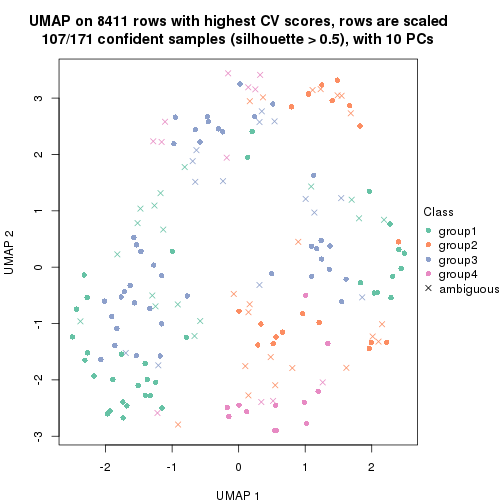 UMAP on 8411 rows with highest CV scores, rows are scaled
107/171 confident samples (silhouette > 0.5), with 10 PCs
3
2
1
0
-1
-2
-3
UMAP 2
-2
-1
0
1
2
UMAP 1
Class
group1
group2
group3
group4
ambiguous